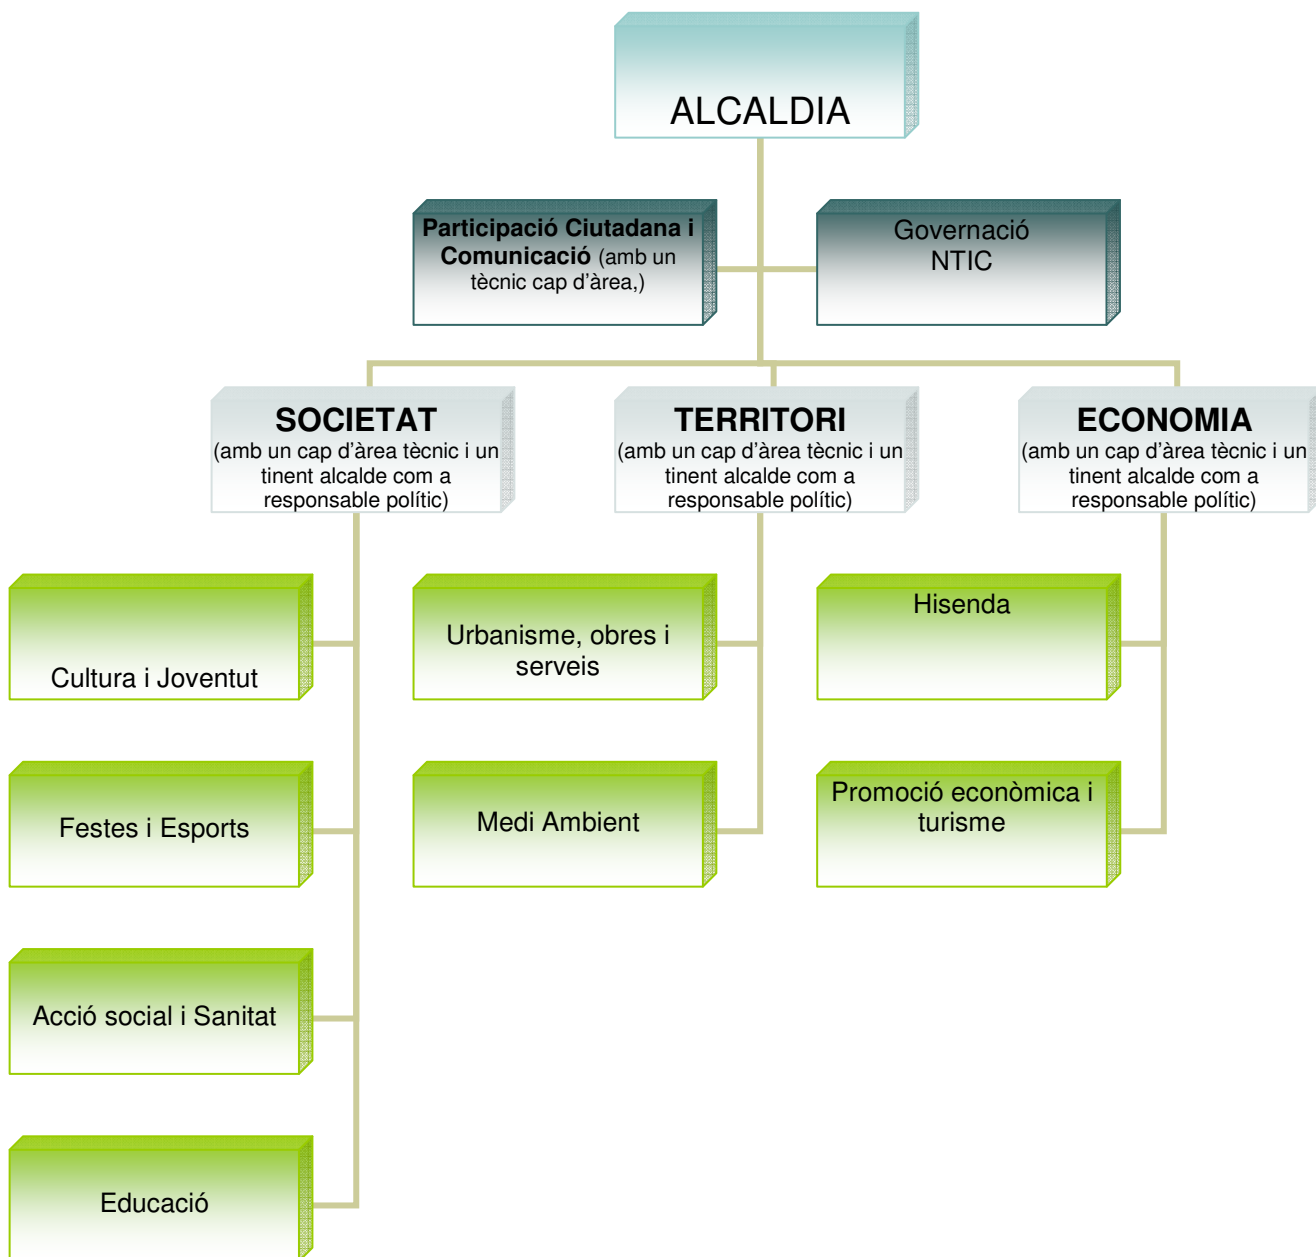 ALCALDIA
Participació Ciutadana i
Comunicació (amb un
tècnic cap d'àrea,)
Governació
NTIC
SOCIETAT
(amb un cap d'àrea tècnic i un
tinent alcalde com a
responsable polític)
TERRITORI
(amb un cap d'àrea tècnic i un
tinent alcalde com a
responsable polític)
ECONOMIA
(amb un cap d'àrea tècnic i un
tinent alcalde com a
responsable polític)
Cultura i Joventut
Urbanisme, obres i
serveis
Hisenda
Festes i Esports
Medi Ambient
Promoció econòmica i
turisme
Acció social i Sanitat
Educació